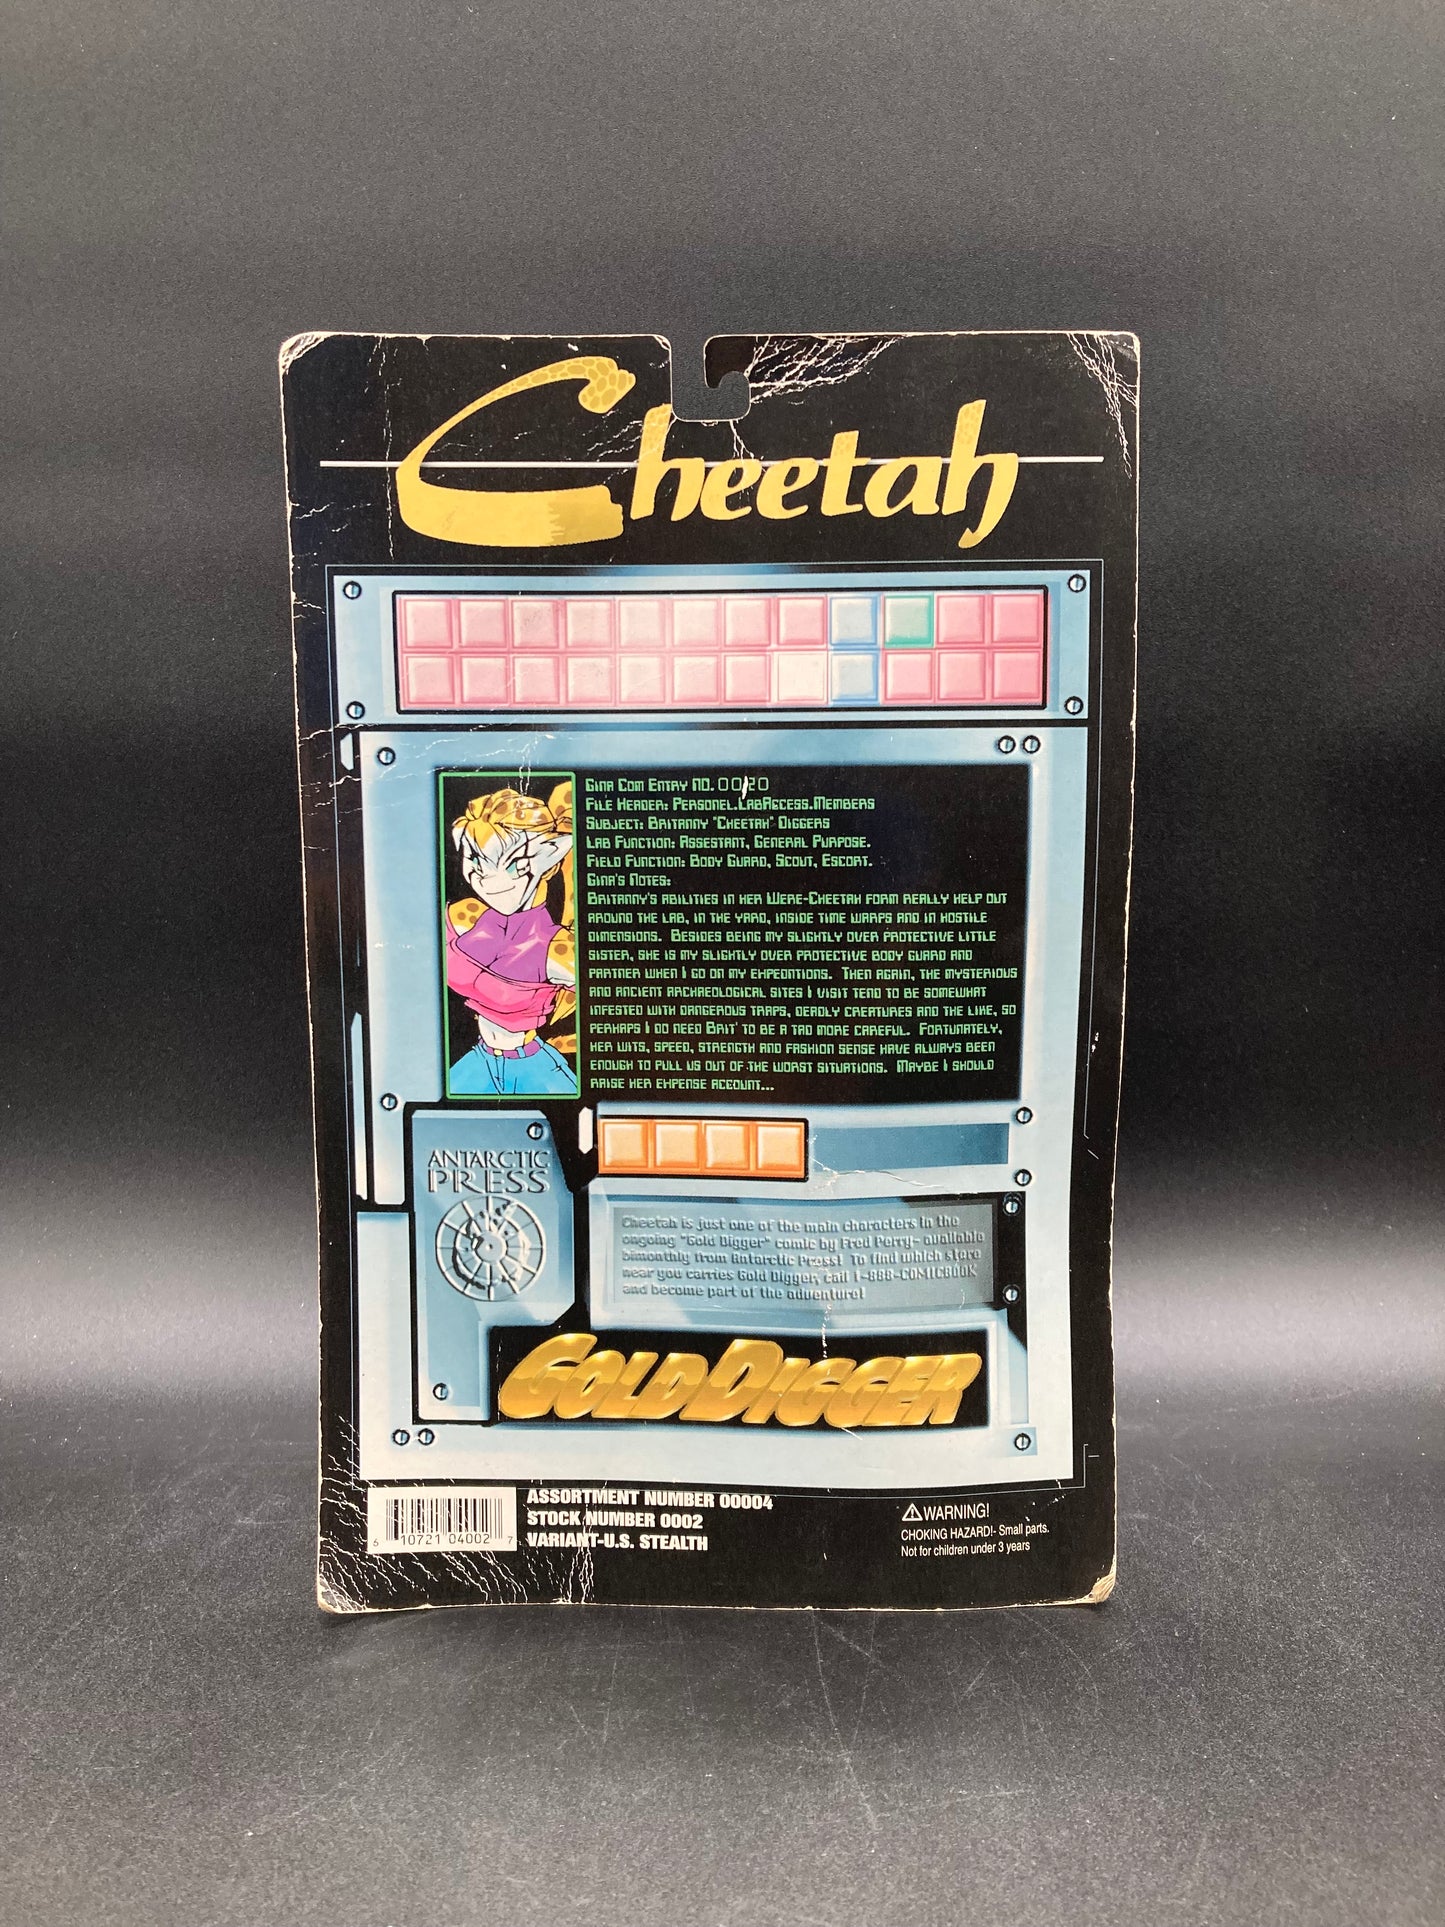 Cheetah
Gina Com Entry No. 0020
File Header: Personel.LabAccess.Members
Subject: Britanny "Cheetah" Diggers
Lab Function: Assestant, General Purpose.
Field Function: Body Guard, Scout, Escort.
Gina's Notes:
Britanny's abilities in her Were-Cheetah form really help out
around the lab, in the yard, inside time warps and in hostile
dimensions. Besides being my slightly over protective little
sister, she is my slightly over protective body guard and
partner when I go on my expeditions. Then again, the mysterious
and ancient archaeological sites I visit tend to be somewhat
infested with dangerous traps, deadly creatures and the like, so
perhaps I do need Brit' to be a tad more careful. Fortunately,
her wits, speed, strength and fashion sense have always been
enough to pull us out of the worst situations. Maybe I should
raise her expense account...
ANTARCTIC
PRESS
Cheetah is just one of the main characters in the
ongoing "Gold Digger" comic by Fred Perry- available
bimonthly from Antarctic Press! To find which store
near you carries Gold Digger, call 1-888-COMICBOOK
and become part of the adventure!
GOLD DIGGER
6 10721 04002 7
ASSORTMENT NUMBER 00004
STOCK NUMBER 0002
VARIANT-U.S. STEALTH
WARNING!
CHOKING HAZARD!- Small parts.
Not for children under 3 years